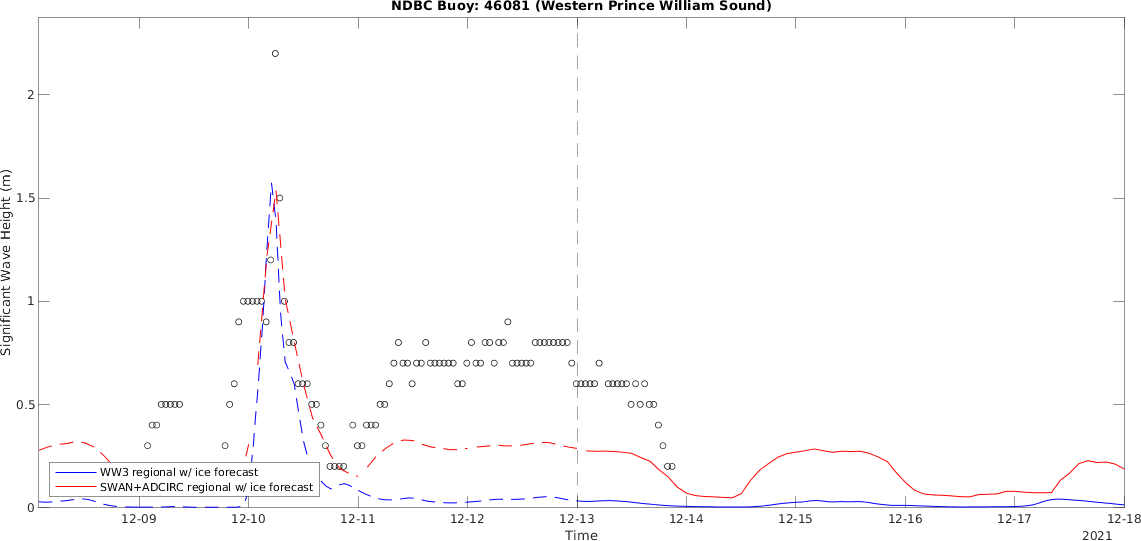 NDBC Buoy: 46081 (Western Prince William Sound)
Significant Wave Height (m)
2
1.5
1
0.5
0
WW3 regional w/ ice forecast
SWAN+ADCIRC regional w/ ice forecast
12-09 12-10 12-11 12-12 12-13 12-14 12-15 12-16 12-17 12-18
Time
2021